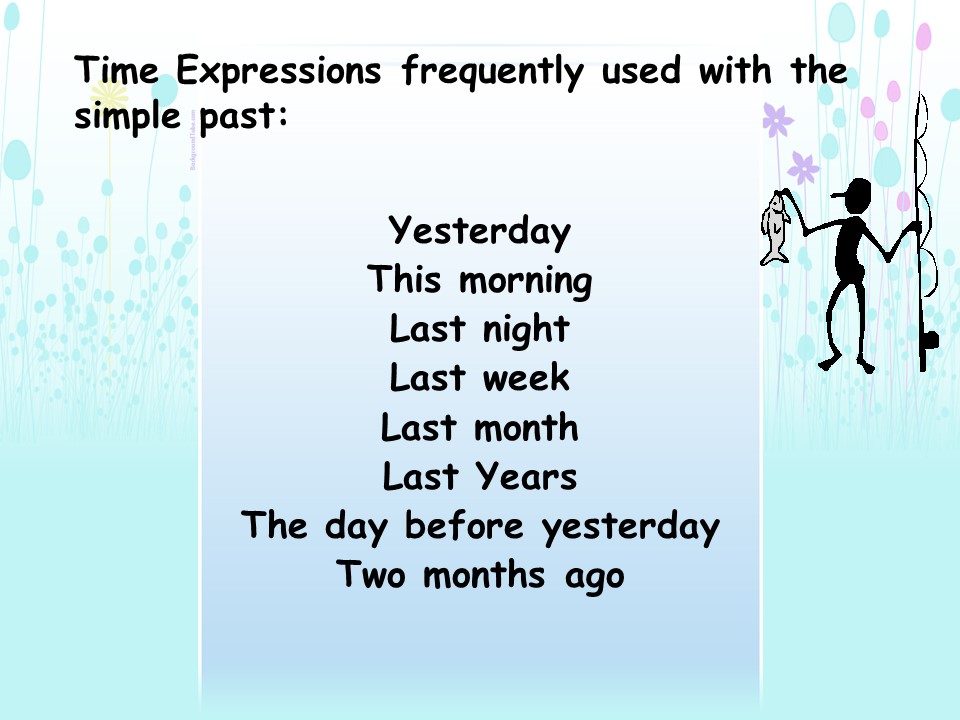 Time Expressions frequently used with the
simple past:
Yesterday
This morning
Last night
Last week
Last month
Last Years
The day before yesterday
Two months ago